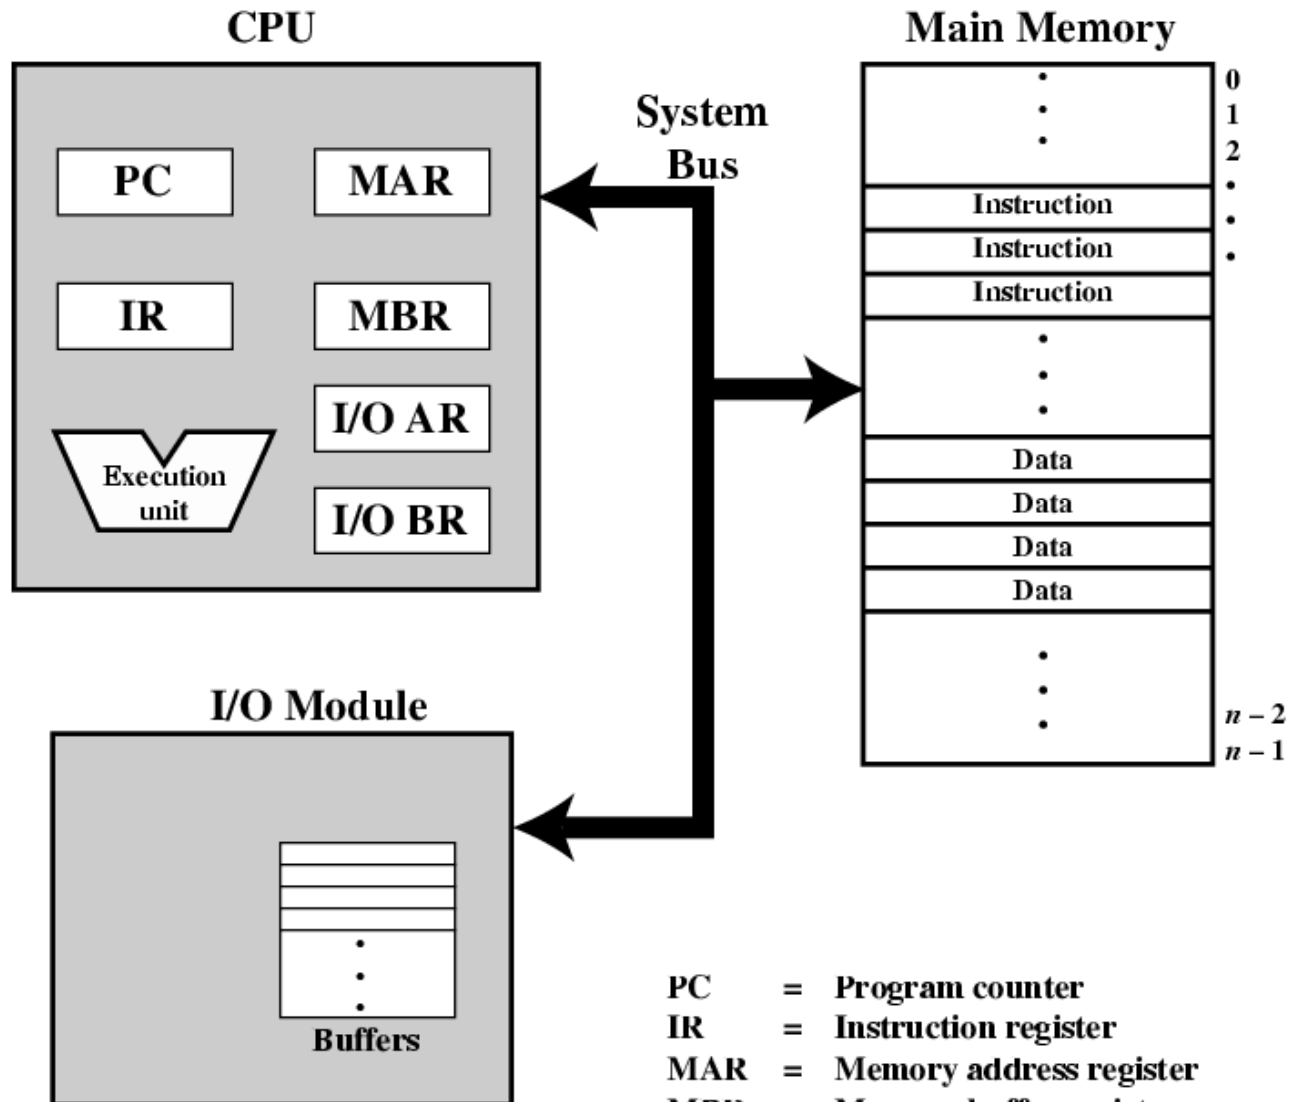 CPU
PC
MAR
IR
MBR
I/O AR
I/O BR
Execution
unit
System
Bus
Main Memory
0
1
2
Instruction
Instruction
Instruction
Data
Data
Data
Data
n – 2
n – 1
I/O Module
Buffers
PC = Program counter
IR = Instruction register
MAR = Memory address register